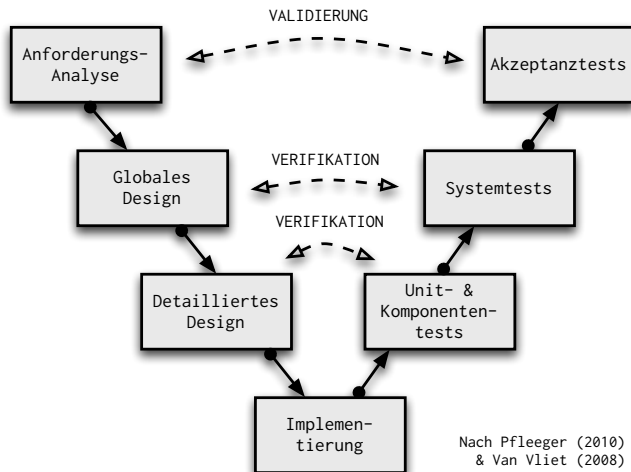 VALIDIERUNG
Anforderungs-
Analyse
Akzeptanztests
Globales
Design
VERIFIKATION
Systemtests
VERIFIKATION
Detailliertes
Design
Unit- &
Komponenten-
tests
Implemen-
tierung
Nach Pfleeger (2010)
& Van Vliet (2008)